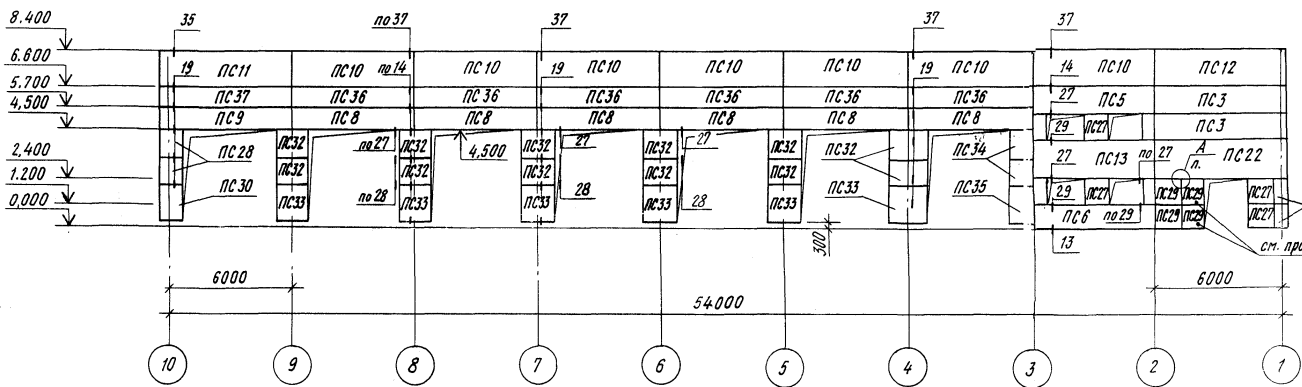 8.400
35
по 37
37
37
37
6.600
19
ПС11
ПС10
по 14
ПС10
19
ПС10
ПС10
ПС10
19
ПС10
14
ПС10
ПС12
5.700
ПС37
ПС36
ПС36
ПС36
ПС36
ПС36
ПС36
27
ПС5
ПС3
4,500
ПС9
ПС8
ПС8
ПС8
ПС8
ПС8
ПС8
29
ПС27
ПС3
ПС28
ПС32
по 27
ПС32
4,500
ПС32
27
ПС32
27
ПС32
ПС32
ПС34
27
ПС13
по 27
А
п.
ПС22
2,400
ПС32
ПС32
ПС32
ПС32
ПС32
1.200
ПС30
ПС33
по 28
ПС33
ПС33
28
ПС33
28
ПС33
ПС33
ПС35
29
ПС27
ПС29
ПС29
ПС27
0,000
ПС6
по 29
ПС29
ПС29
ПС27
300
13
см. при
6000
6000
54000
10
9
8
7
6
5
4
3
2
1